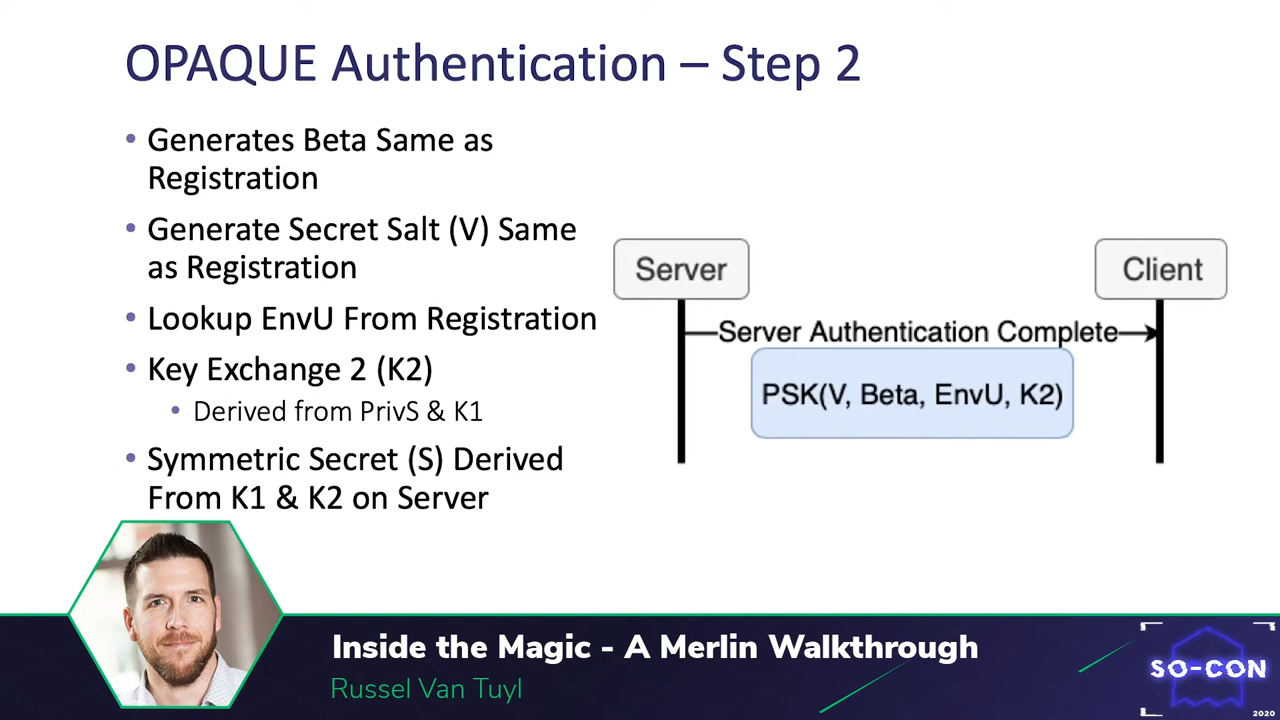 OPAQUE Authentication – Step 2
• Generates Beta Same as
Registration
• Generate Secret Salt (V) Same
as Registration
• Lookup EnvU From Registration
• Key Exchange 2 (K2)
• Derived from PrivS & K1
• Symmetric Secret (S) Derived
From K1 & K2 on Server
Server
Client
Server Authentication Complete
PSK(V, Beta, EnvU, K2)
Inside the Magic - A Merlin Walkthrough
Russel Van Tuyl
SO-CON
2020